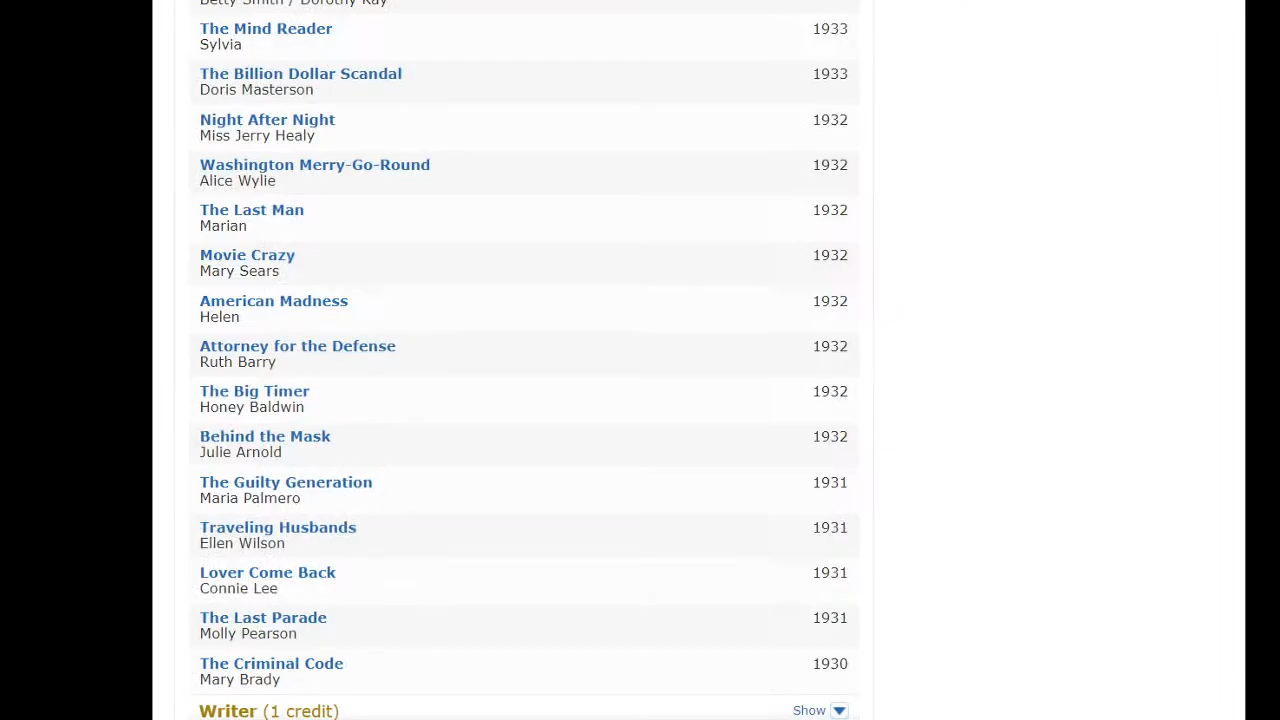 Betty Smith / Dorothy Kay
The Mind Reader 1933
Sylvia
The Billion Dollar Scandal 1933
Doris Masterson
Night After Night 1932
Miss Jerry Healy
Washington Merry-Go-Round 1932
Alice Wylie
The Last Man 1932
Marian
Movie Crazy 1932
Mary Sears
American Madness 1932
Helen
Attorney for the Defense 1932
Ruth Barry
The Big Timer 1932
Honey Baldwin
Behind the Mask 1932
Julie Arnold
The Guilty Generation 1931
Maria Palmero
Traveling Husbands 1931
Ellen Wilson
Lover Come Back 1931
Connie Lee
The Last Parade 1931
Molly Pearson
The Criminal Code 1930
Mary Brady
Writer (1 credit) Show